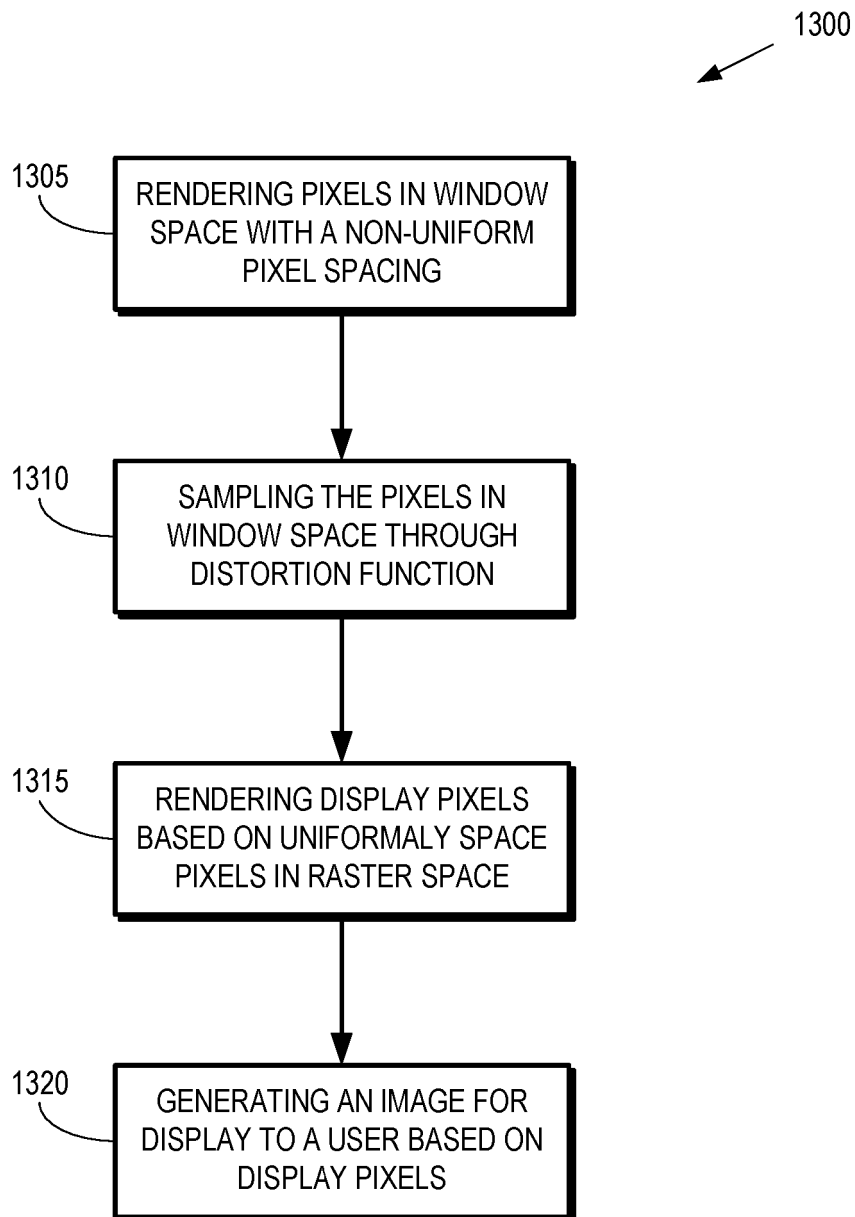 1300
1305
RENDERING PIXELS IN WINDOW
SPACE WITH A NON-UNIFORM
PIXEL SPACING
1310
SAMPLING THE PIXELS IN
WINDOW SPACE THROUGH
DISTORTION FUNCTION
1315
RENDERING DISPLAY PIXELS
BASED ON UNIFORMALY SPACE
PIXELS IN RASTER SPACE
1320
GENERATING AN IMAGE FOR
DISPLAY TO A USER BASED ON
DISPLAY PIXELS